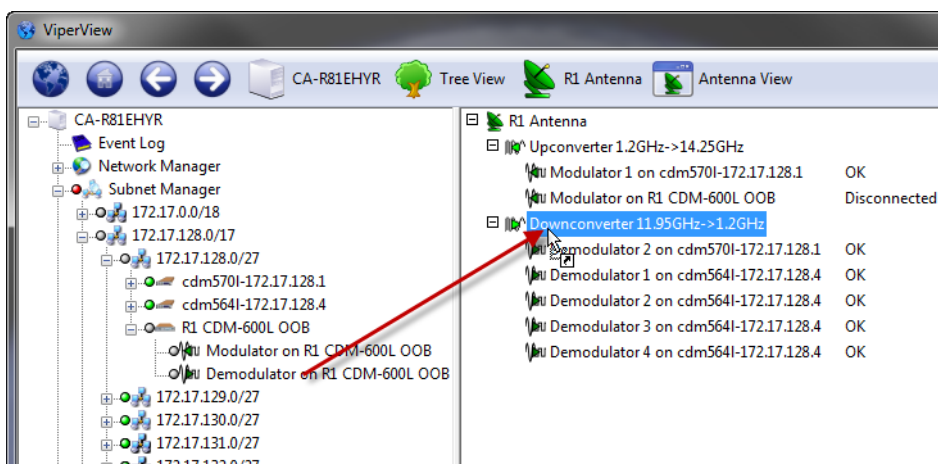 ViperView
CA-R81EHYR Tree View R1 Antenna Antenna View
CA-R81EHYR
Event Log
Network Manager
Subnet Manager
172.17.0.0/18
172.17.128.0/17
172.17.128.0/27
cdm570I-172.17.128.1
cdm564I-172.17.128.4
R1 CDM-600L OOB
Modulator on R1 CDM-600L OOB
Demodulator on R1 CDM-600L OOB
172.17.129.0/27
172.17.130.0/27
172.17.131.0/27
R1 Antenna
Upconverter 1.2GHz->14.25GHz
Modulator 1 on cdm570I-172.17.128.1 OK
Modulator on R1 CDM-600L OOB Disconnected
Downconverter 11.95GHz->1.2GHz
Demodulator 2 on cdm570I-172.17.128.1 OK
Demodulator 1 on cdm564I-172.17.128.4 OK
Demodulator 2 on cdm564I-172.17.128.4 OK
Demodulator 3 on cdm564I-172.17.128.4 OK
Demodulator 4 on cdm564I-172.17.128.4 OK